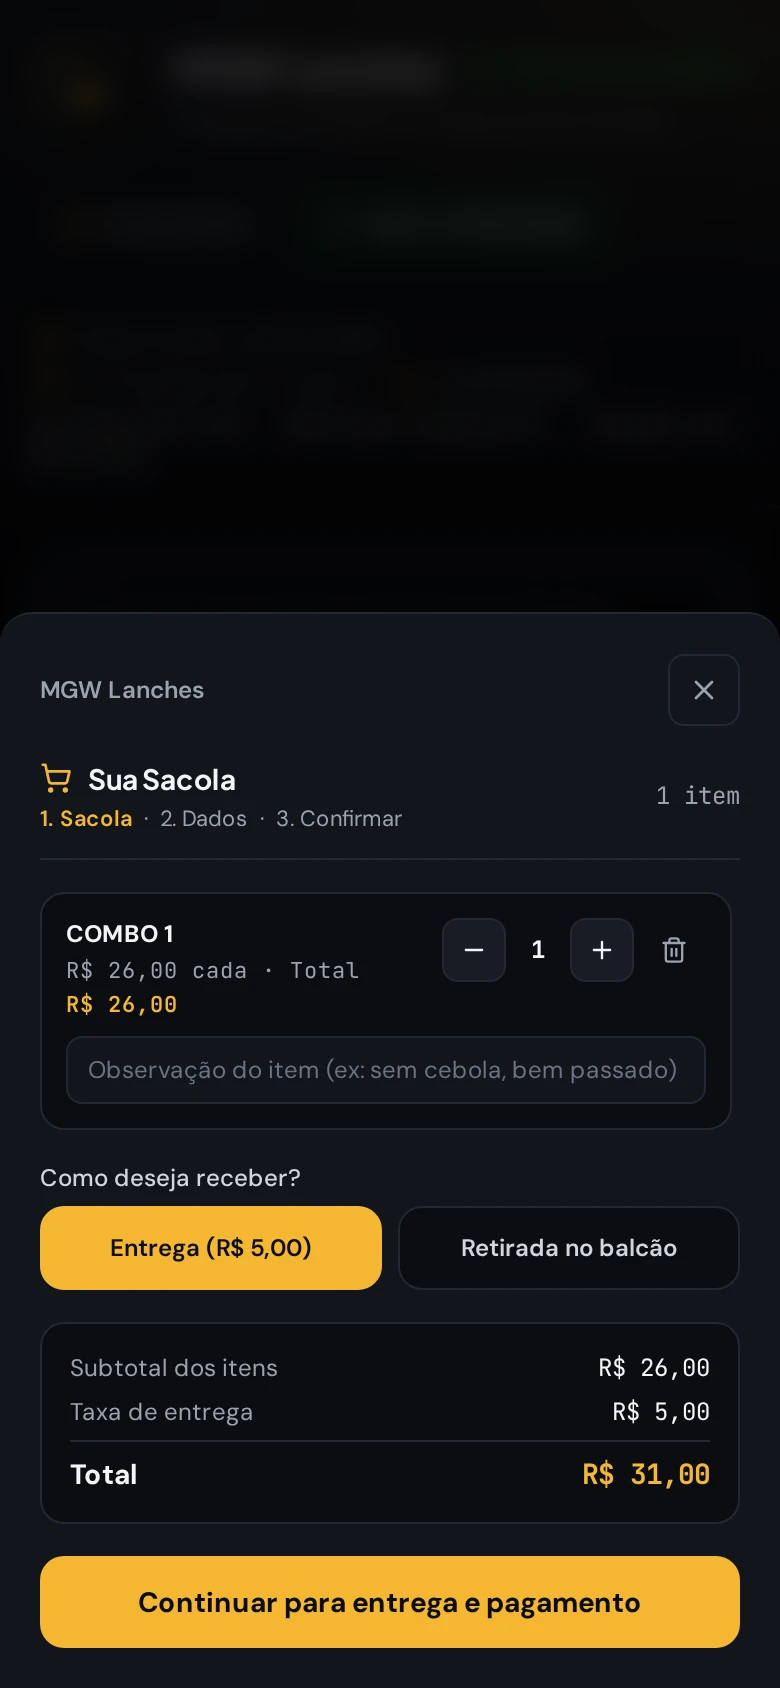 MGW Lanches
Sua Sacola
1 item
1. Sacola · 2. Dados · 3. Confirmar
COMBO 1
R$ 26,00 cada · Total
R$ 26,00
1
Observação do item (ex: sem cebola, bem passado)
Como deseja receber?
Entrega (R$ 5,00)
Retirada no balcão
Subtotal dos itens R$ 26,00
Taxa de entrega R$ 5,00
Total R$ 31,00
Continuar para entrega e pagamento